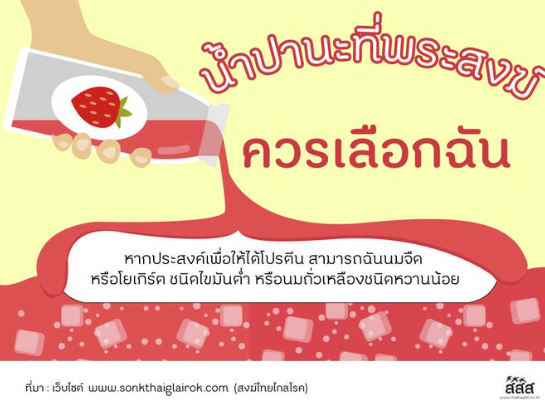 น้ำปานะที่พระสงฆ์
ควรเลือกฉัน
หากประสงค์เพื่อให้ได้โปรตีน สามารถฉันนมจืด
หรือโยเกิร์ต ชนิดไขมันต่ำ หรือนมถั่วเหลืองชนิดหวานน้อย
ที่มา : เว็บไซต์ www.sonkthaiglairok.com (สงฆ์ไทยไกลโรค)
สสส